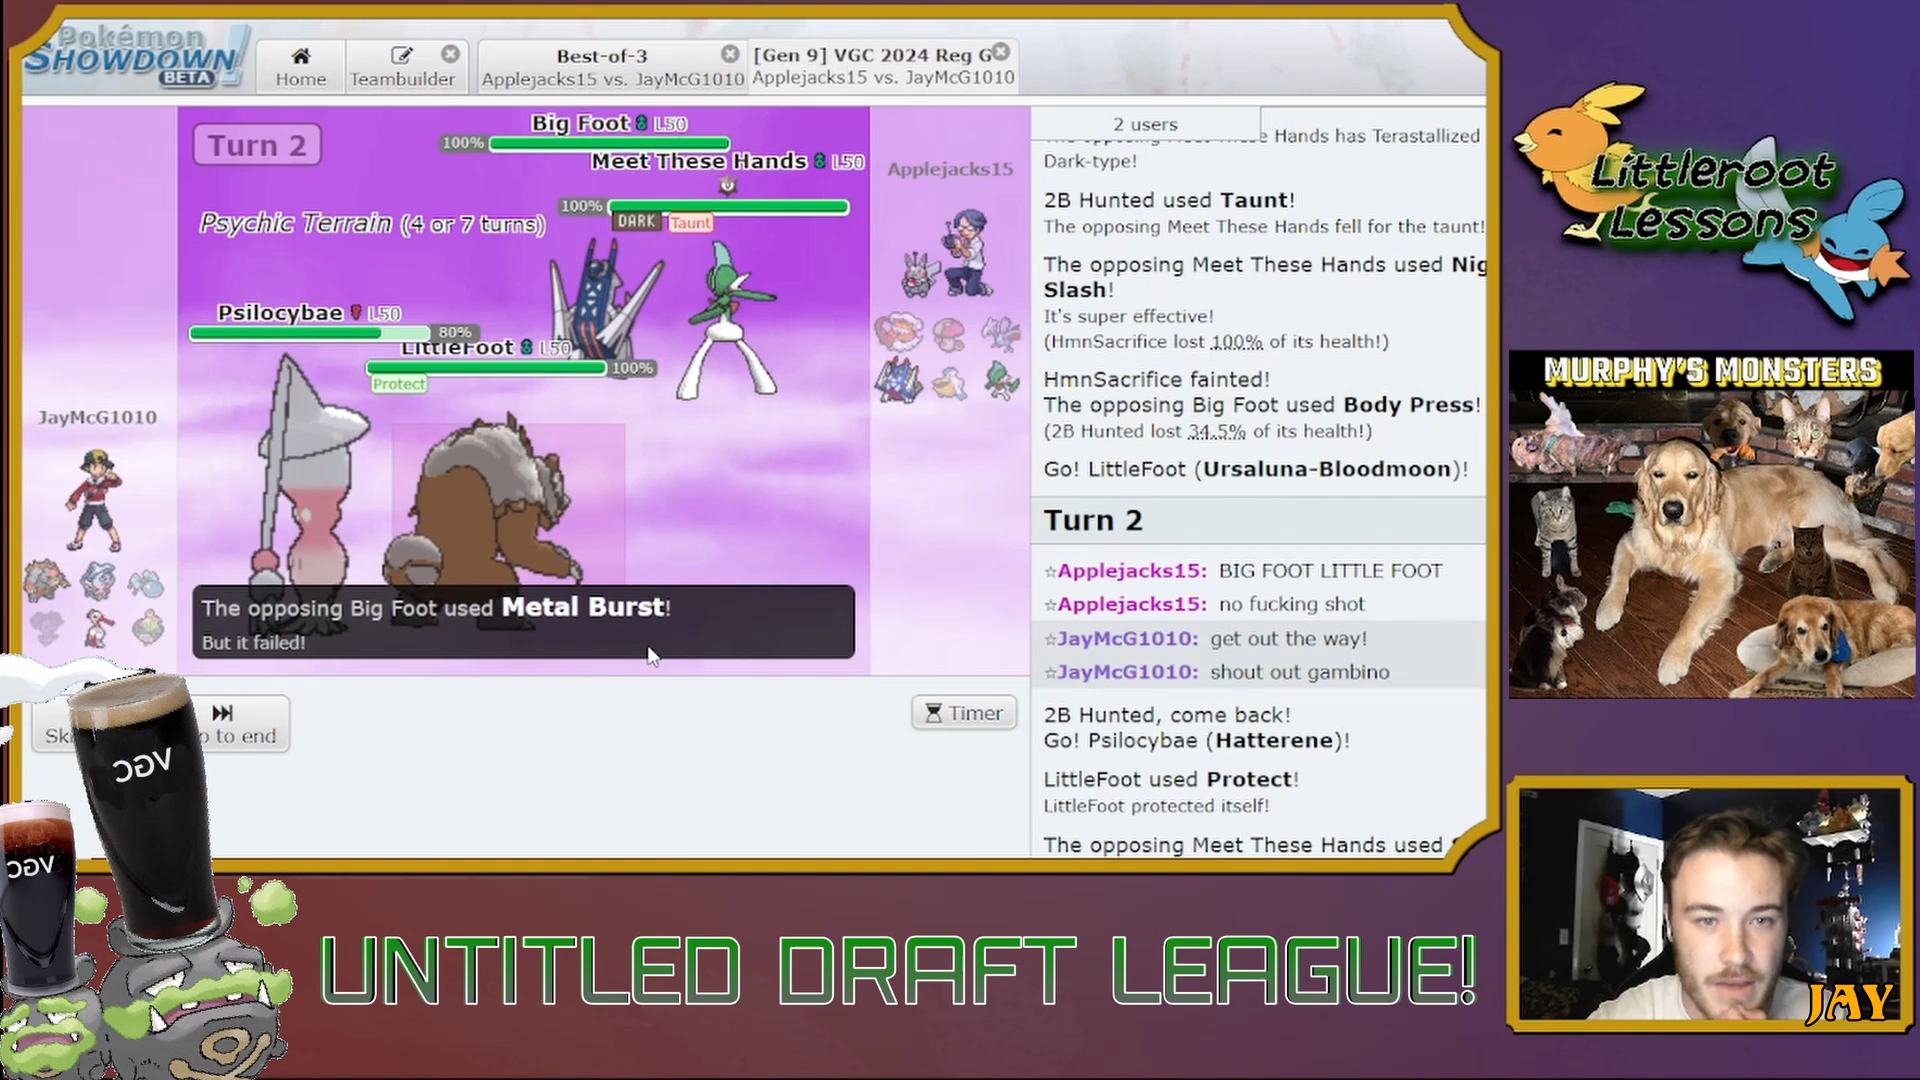 Pokémon
SHOWDOWN!
BETA
Home
Teambuilder
Best-of-3
Applejacks15 vs. JayMcG1010
[Gen 9] VGC 2024 Reg G
Applejacks15 vs. JayMcG1010
Turn 2
Big Foot L50
100%
Meet These Hands L50
100%
DARK Taunt
Psychic Terrain (4 or 7 turns)
Psilocybae L50
80%
LittleFoot L50
100%
Protect
Applejacks15
JayMcG1010
The opposing Big Foot used Metal Burst!
But it failed!
to end
Timer
2 users
Hands has Terastallized
Dark-type!
2B Hunted used Taunt!
The opposing Meet These Hands fell for the taunt!
The opposing Meet These Hands used Nig
Slash!
It's super effective!
(HmnSacrifice lost 100% of its health!)
HmnSacrifice fainted!
The opposing Big Foot used Body Press!
(2B Hunted lost 34.5% of its health!)
Go! LittleFoot (Ursaluna-Bloodmoon)!
Turn 2
☆Applejacks15: BIG FOOT LITTLE FOOT
☆Applejacks15: no fucking shot
☆JayMcG1010: get out the way!
☆JayMcG1010: shout out gambino
2B Hunted, come back!
Go! Psilocybae (Hatterene)!
LittleFoot used Protect!
LittleFoot protected itself!
The opposing Meet These Hands used
Littleroot
Lessons
MURPHY'S MONSTERS
VGC
VGC
UNTITLED DRAFT LEAGUE!
JAY